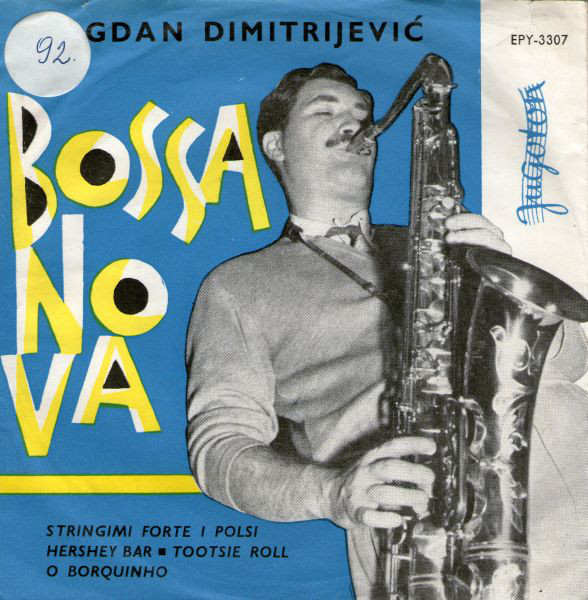 GDAN DIMITRIJEVIĆ
92.
EPY-3307
Jugoton
BOSSA
NO
VA
STRINGIMI FORTE I POLSI
HERSHEY BAR ▪ TOOTSIE ROLL
O BORQUINHO